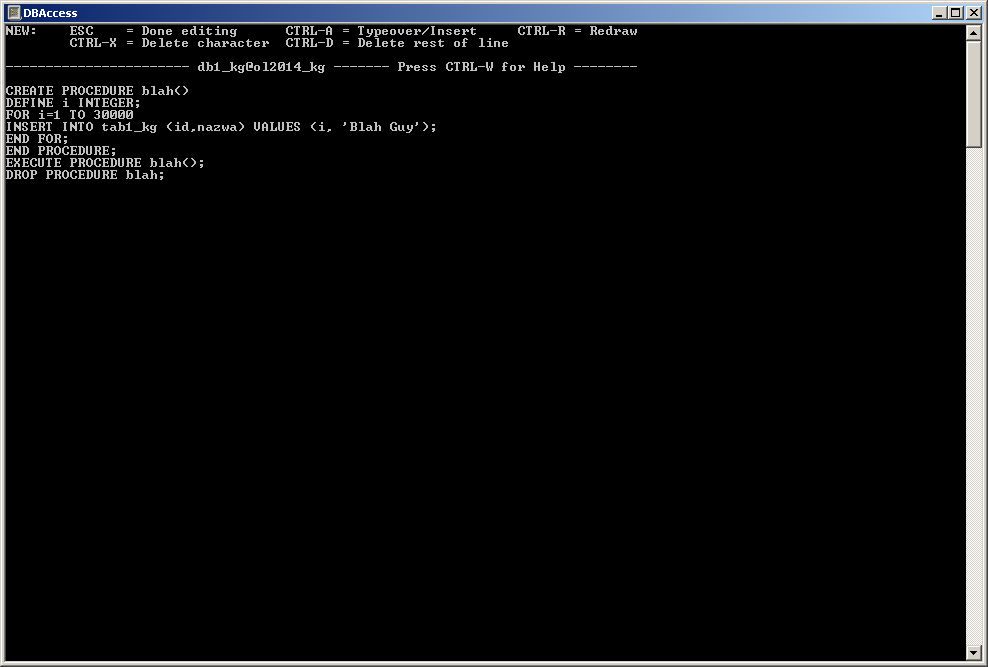 DBAccess
NEW:    ESC    = Done editing      CTRL-A = Typeover/Insert     CTRL-R = Redraw
        CTRL-X = Delete character  CTRL-D = Delete rest of line
----------------------- db1_kg@ol2014_kg ------- Press CTRL-W for Help --------
CREATE PROCEDURE blah()
DEFINE i INTEGER;
FOR i=1 TO 30000
INSERT INTO tab1_kg (id,nazwa) VALUES (i, 'Blah Guy');
END FOR;
END PROCEDURE;
EXECUTE PROCEDURE blah();
DROP PROCEDURE blah;